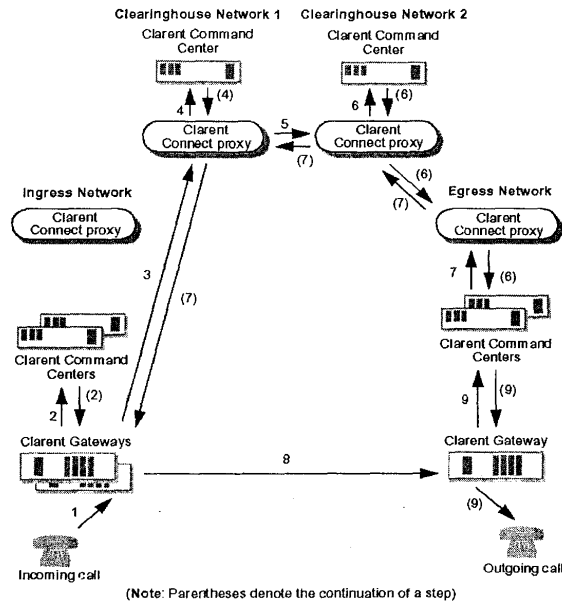 Clearinghouse Network 1
Clearinghouse Network 2
Clarent Command
Center
Clarent Command
Center
4
(4)
6
(6)
Clarent
Connect proxy
5
(7)
Clarent
Connect proxy
(6)
(7)
Ingress Network
Clarent
Connect proxy
Egress Network
Clarent
Connect proxy
3
(7)
7
(6)
Clarent Command
Centers
Clarent Command
Centers
2
(2)
9
(9)
Clarent Gateways
Clarent Gateway
8
1
(9)
Incoming call
Outgoing call
(Note: Parentheses denote the continuation of a step)